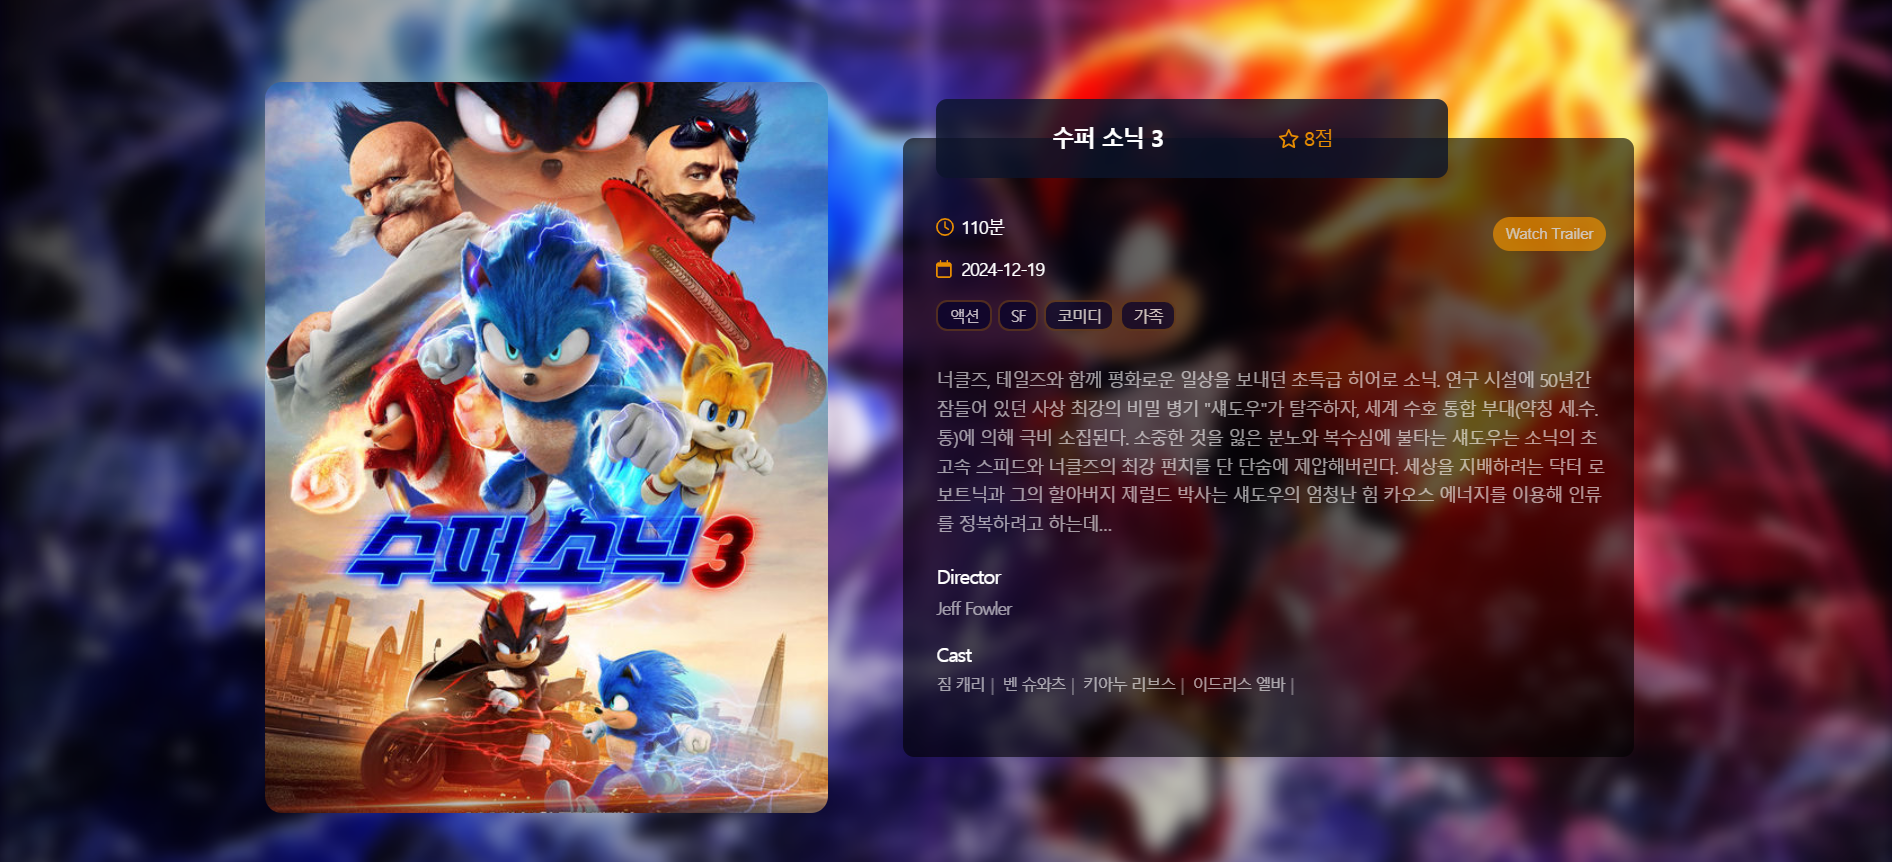 수퍼 소닉 3
수퍼 소닉 3
8점
110분
Watch Trailer
2024-12-19
액션 SF 코미디 가족
너클즈, 테일즈와 함께 평화로운 일상을 보내던 초특급 히어로 소닉. 연구 시설에 50년간
잠들어 있던 사상 최강의 비밀 병기 "섀도우"가 탈주하자, 세계 수호 통합 부대(약칭 세.수.
통)에 의해 극비 소집된다. 소중한 것을 잃은 분노와 복수심에 불타는 섀도우는 소닉의 초
고속 스피드와 너클즈의 최강 펀치를 단 단숨에 제압해버린다. 세상을 지배하려는 닥터 로
보트닉과 그의 할아버지 제럴드 박사는 섀도우의 엄청난 힘 카오스 에너지를 이용해 인류
를 정복하려고 하는데...
Director
Jeff Fowler
Cast
짐 캐리 | 벤 슈와츠 | 키아누 리브스 | 이드리스 엘바 |